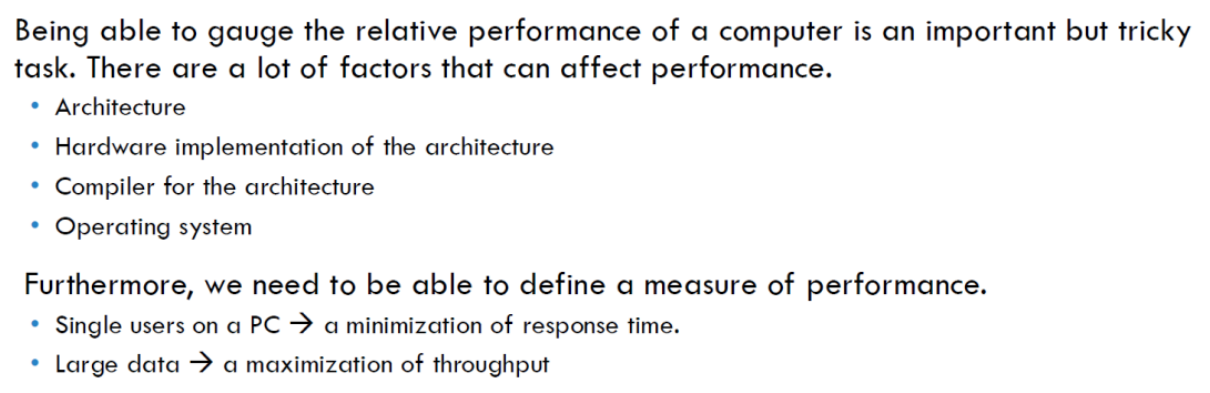 Being able to gauge the relative performance of a computer is an important but tricky
task. There are a lot of factors that can affect performance.
• Architecture
• Hardware implementation of the architecture
• Compiler for the architecture
• Operating system
Furthermore, we need to be able to define a measure of performance.
• Single users on a PC → a minimization of response time.
• Large data → a maximization of throughput